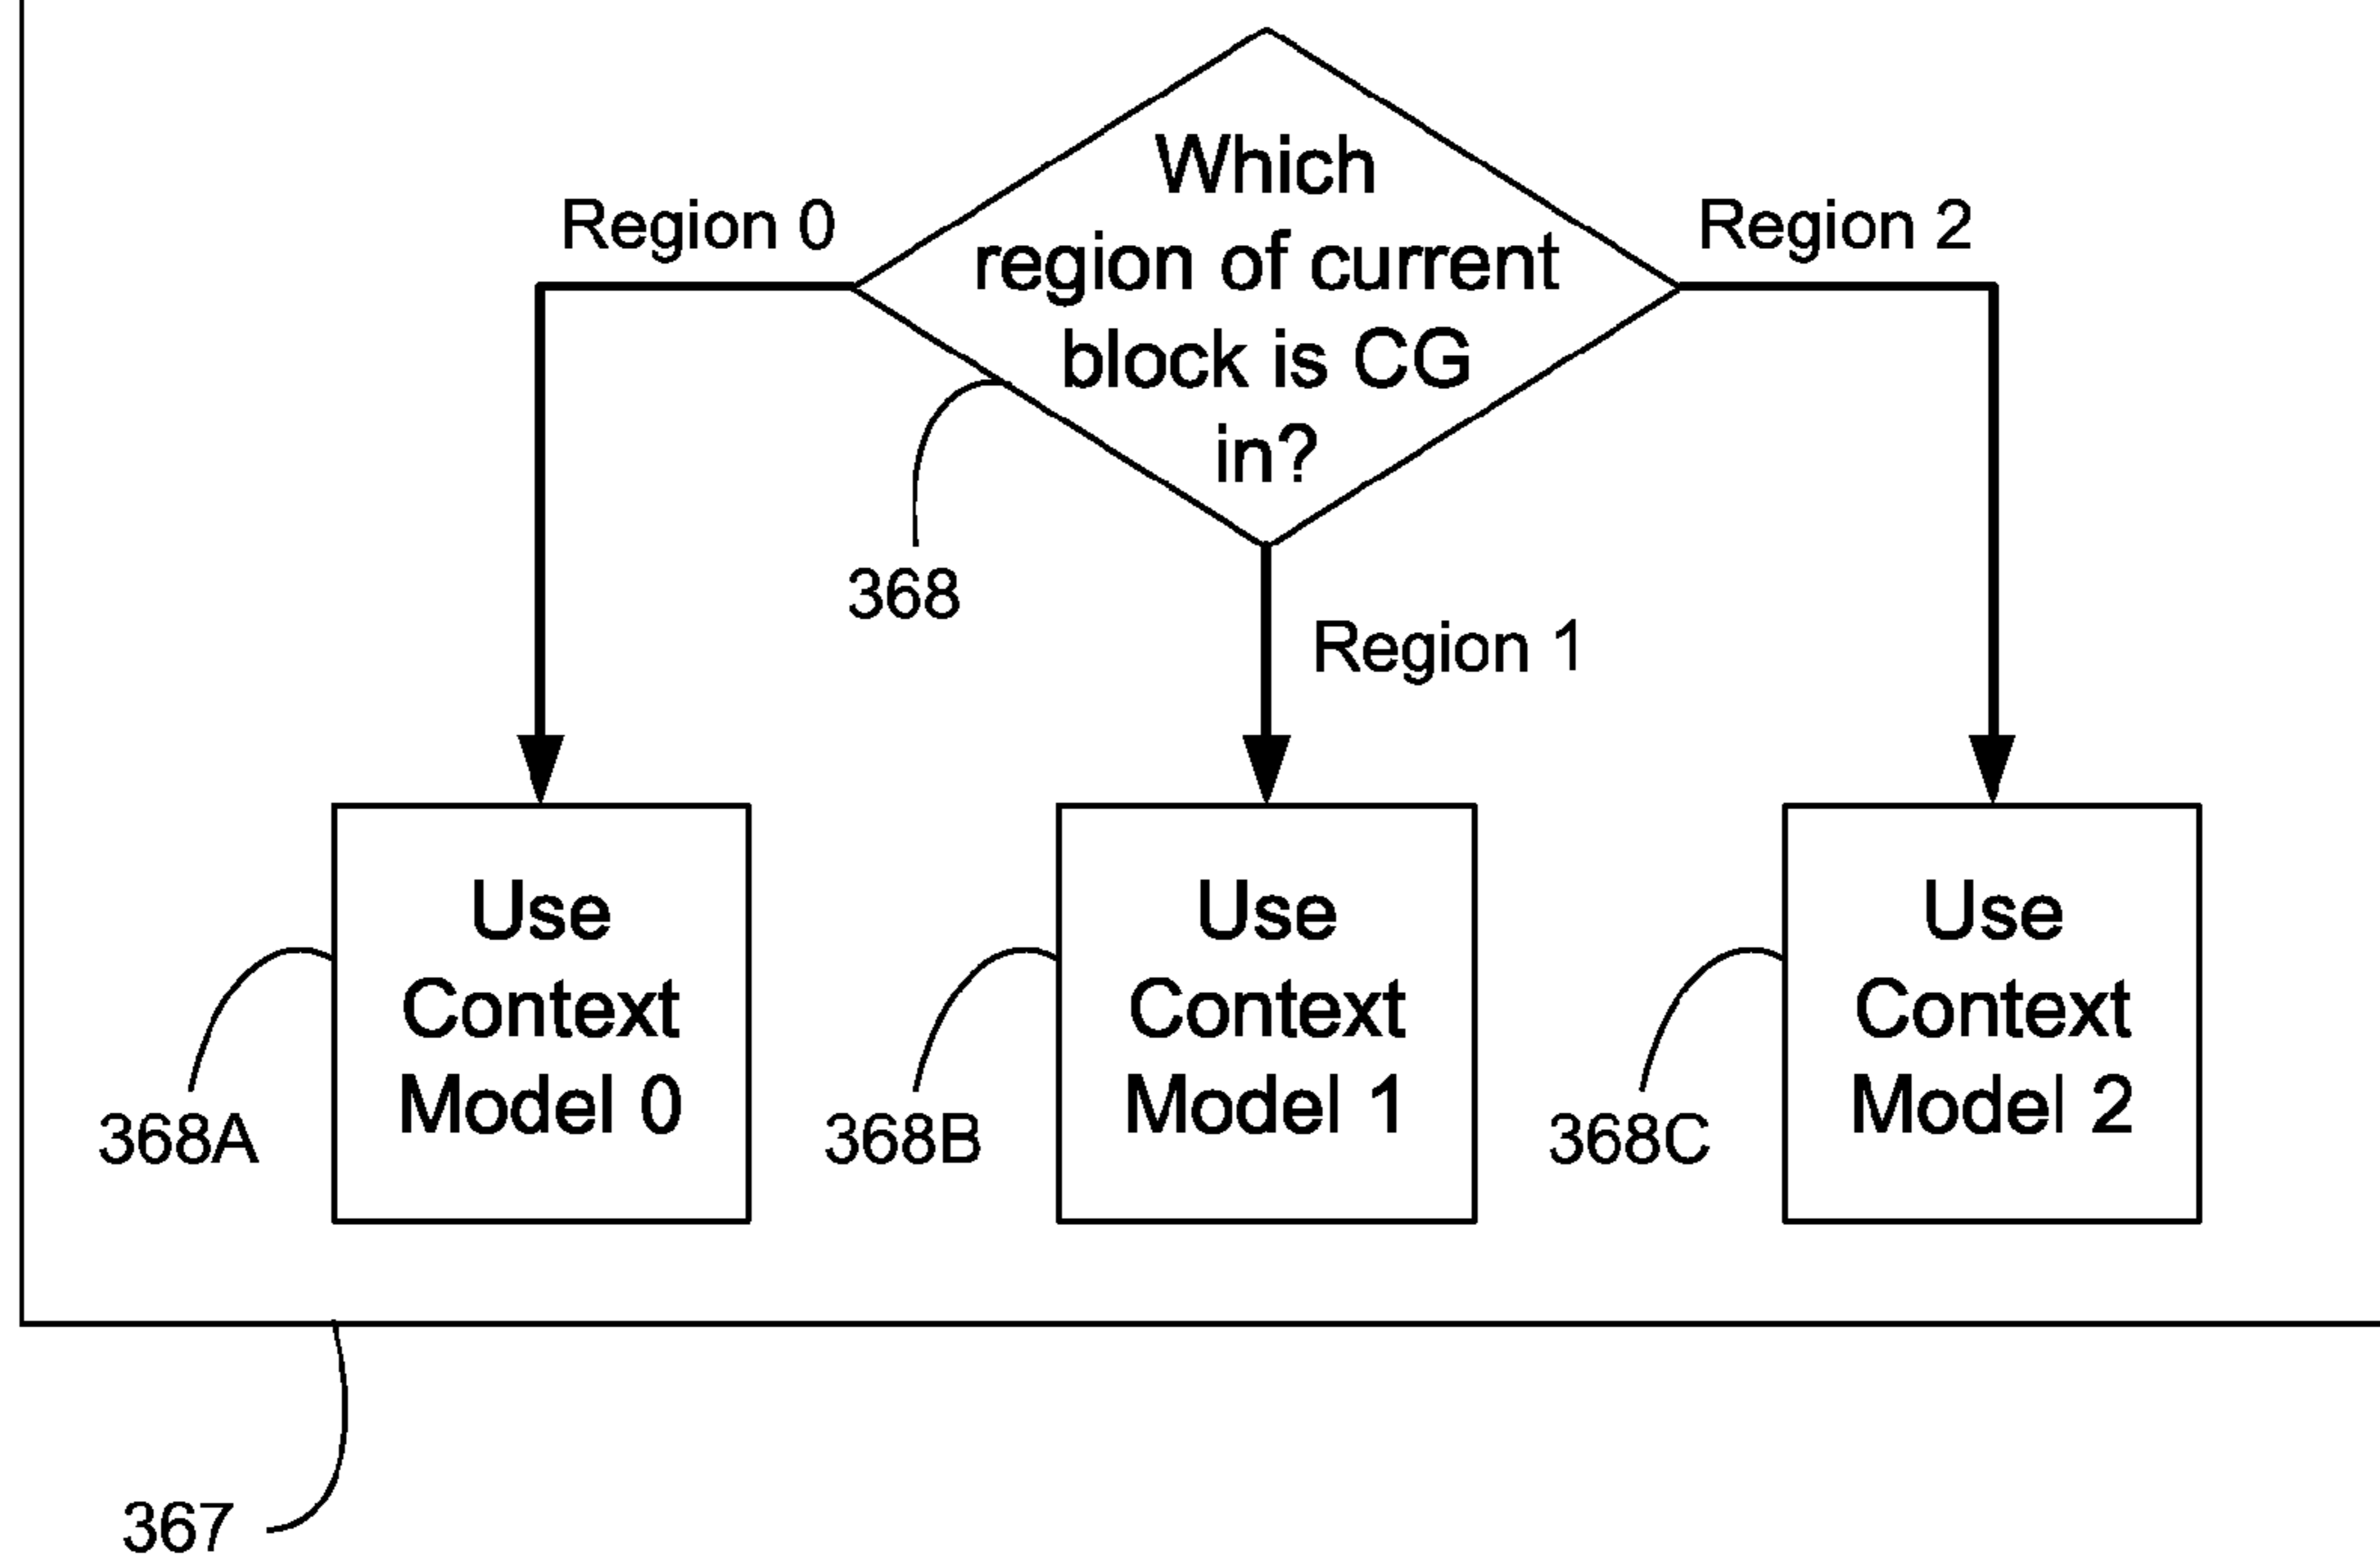 Which
region of current
block is CG
in?
Region 0
Region 2
368
Region 1
Use
Context
Model 0
Use
Context
Model 1
Use
Context
Model 2
368A
368B
368C
367